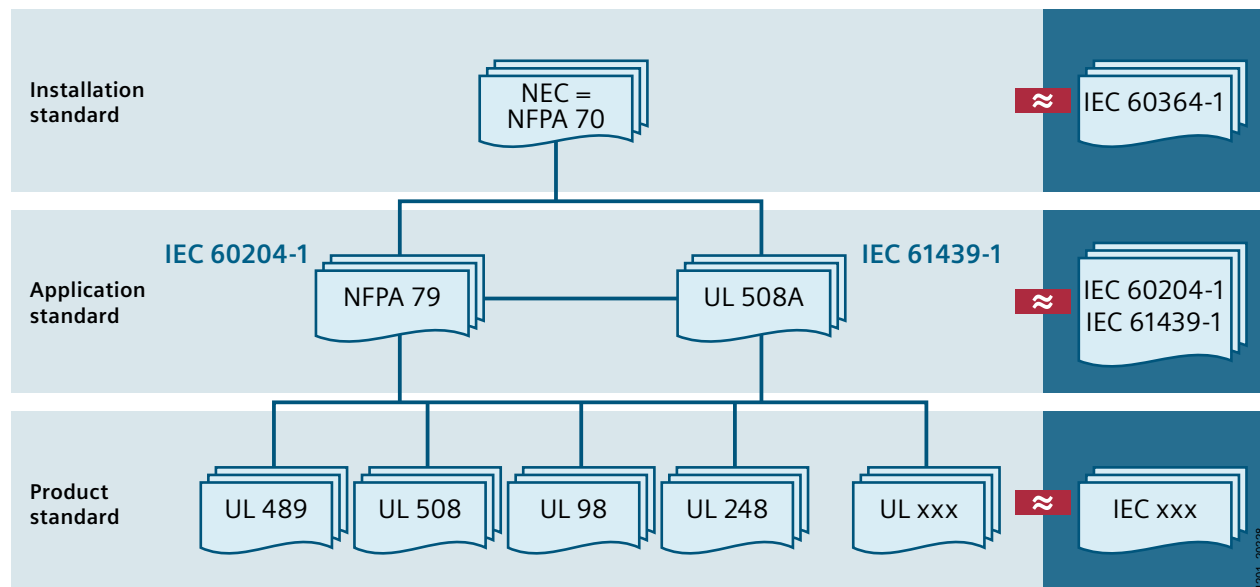 Installation
standard
NEC =
NFPA 70
≈
IEC 60364-1
IEC 60204-1
IEC 61439-1
Application
standard
NFPA 79
UL 508A
≈
IEC 60204-1
IEC 61439-1
Product
standard
UL 489
UL 508
UL 98
UL 248
UL xxx
≈
IEC xxx